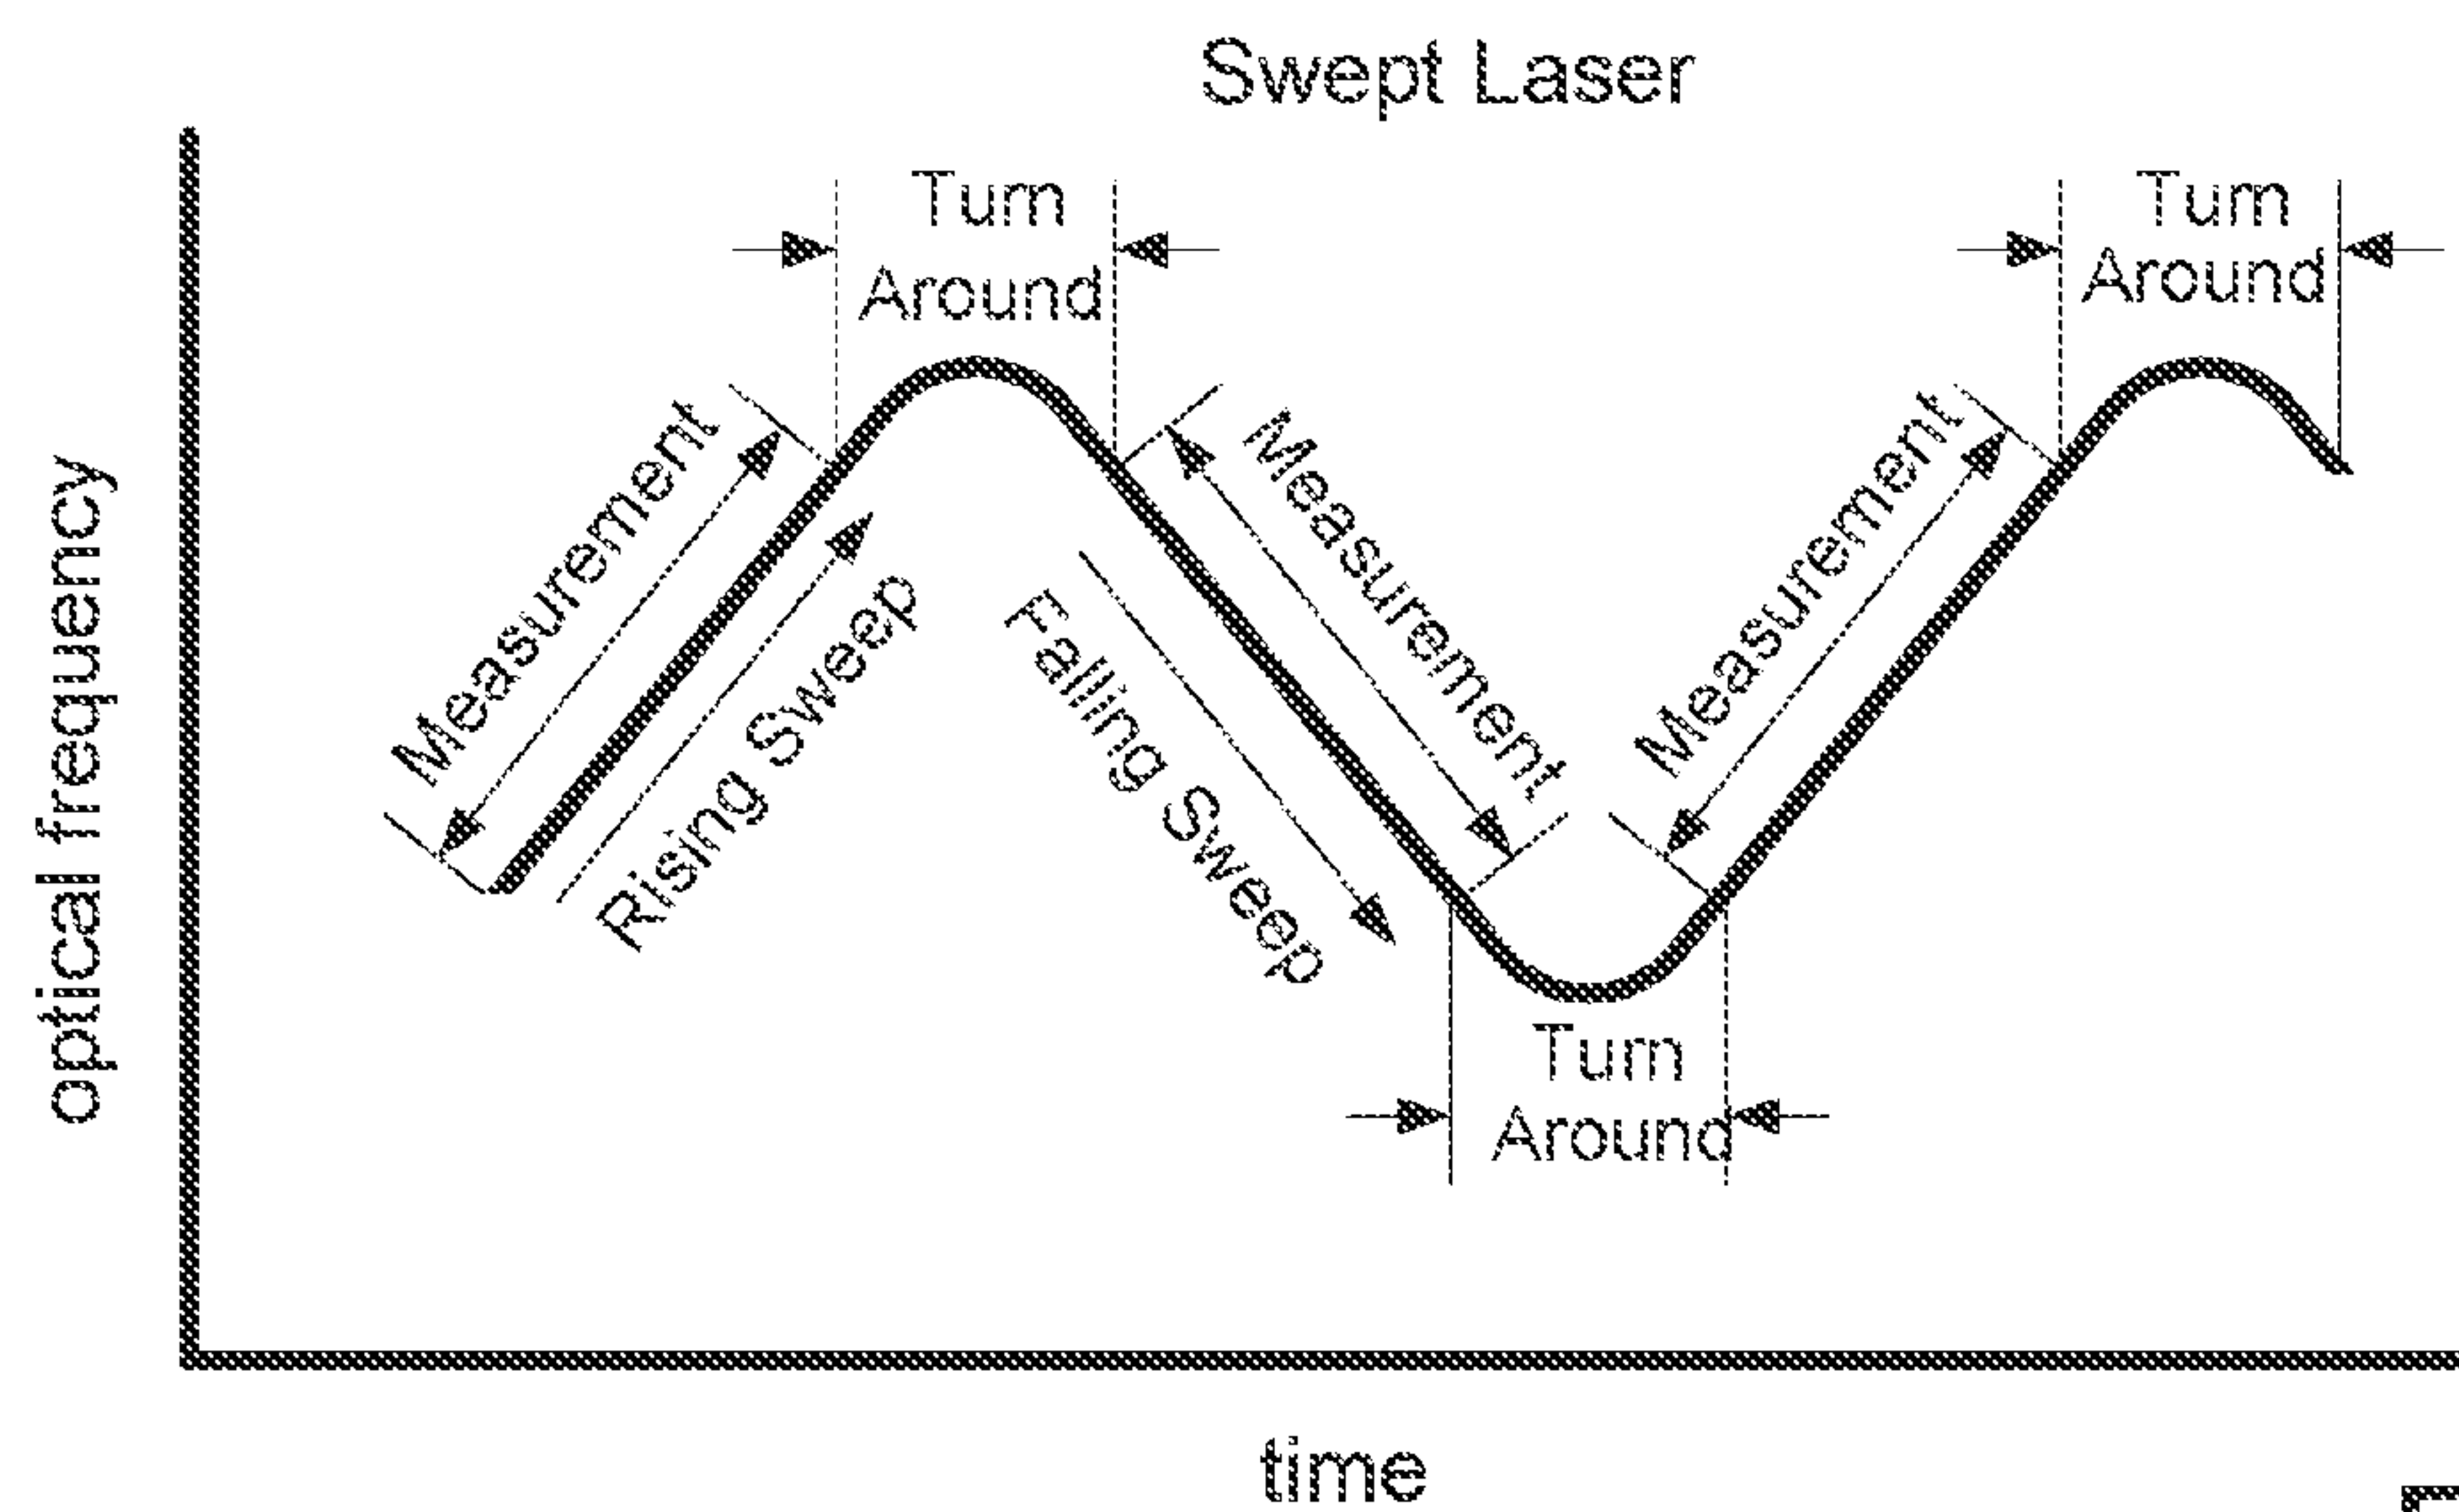 Swept Laser
Turn
Around
Turn
Around
Measurement
Rising Sweep
Falling Sweep
Measurement
Measurement
Turn
Around
optical frequency
time